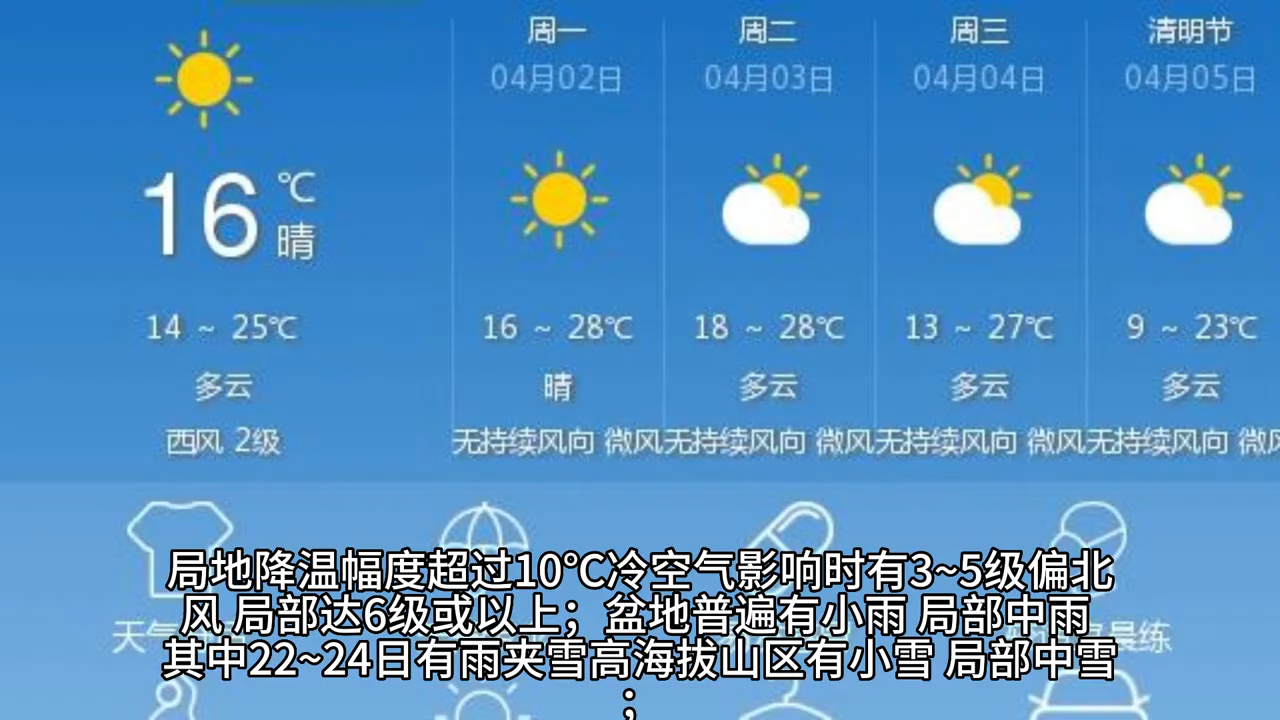 周一
周二
周三
清明节
04月02日
04月03日
04月04日
04月05日
16 ℃
晴
14 ~ 25℃
16 ~ 28℃
18 ~ 28℃
13 ~ 27℃
9 ~ 23℃
多云
晴
多云
多云
多云
西风 2级
无持续风向 微风
无持续风向 微风
无持续风向 微风
无持续风向 微风
局地降温幅度超过10℃冷空气影响时有3~5级偏北
风 局部达6级或以上；盆地普遍有小雨 局部中雨
天气
晨练
其中22~24日有雨夹雪高海拔山区有小雪 局部中雪
；